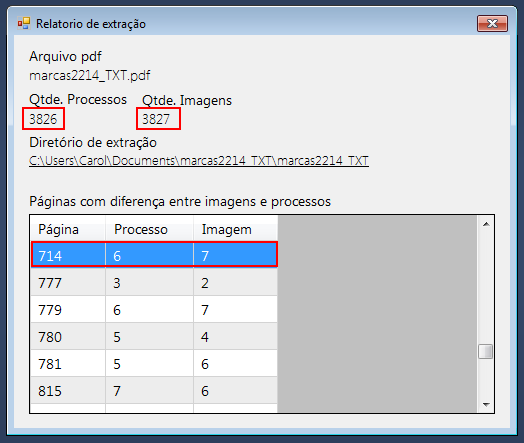 Relatorio de extração
Arquivo pdf
marcas2214_TXT.pdf
Qtde. Processos Qtde. Imagens
3826 3827
Diretório de extração
C:\Users\Carol\Documents\marcas2214_TXT\marcas2214_TXT
Páginas com diferença entre imagens e processos
Página Processo Imagem
714 6 7
777 3 2
779 6 7
780 5 4
781 5 6
815 7 6